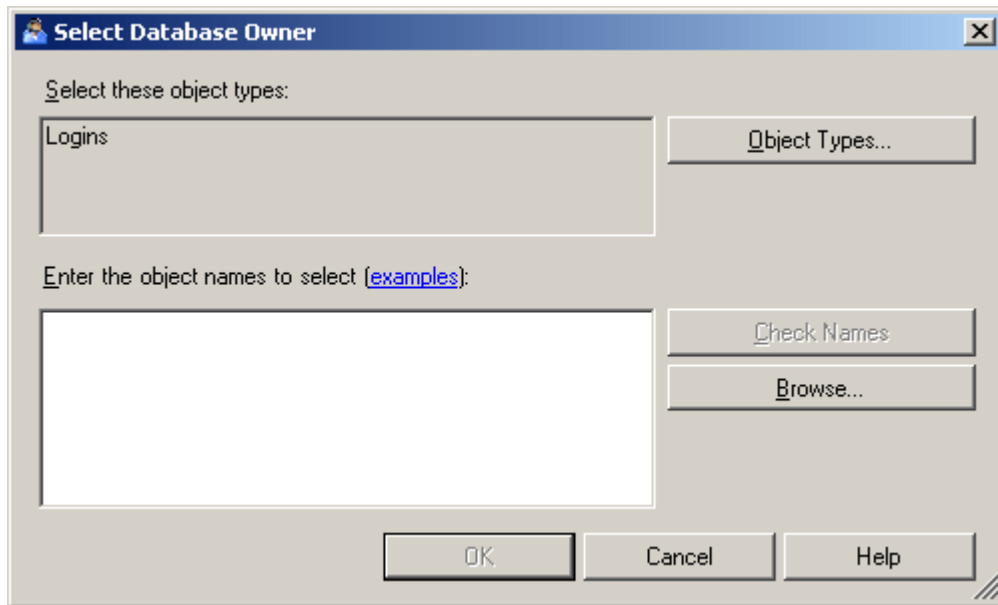 Select Database Owner
Select these object types:
Logins
Object Types...
Enter the object names to select (examples):
Check Names
Browse...
OK
Cancel
Help